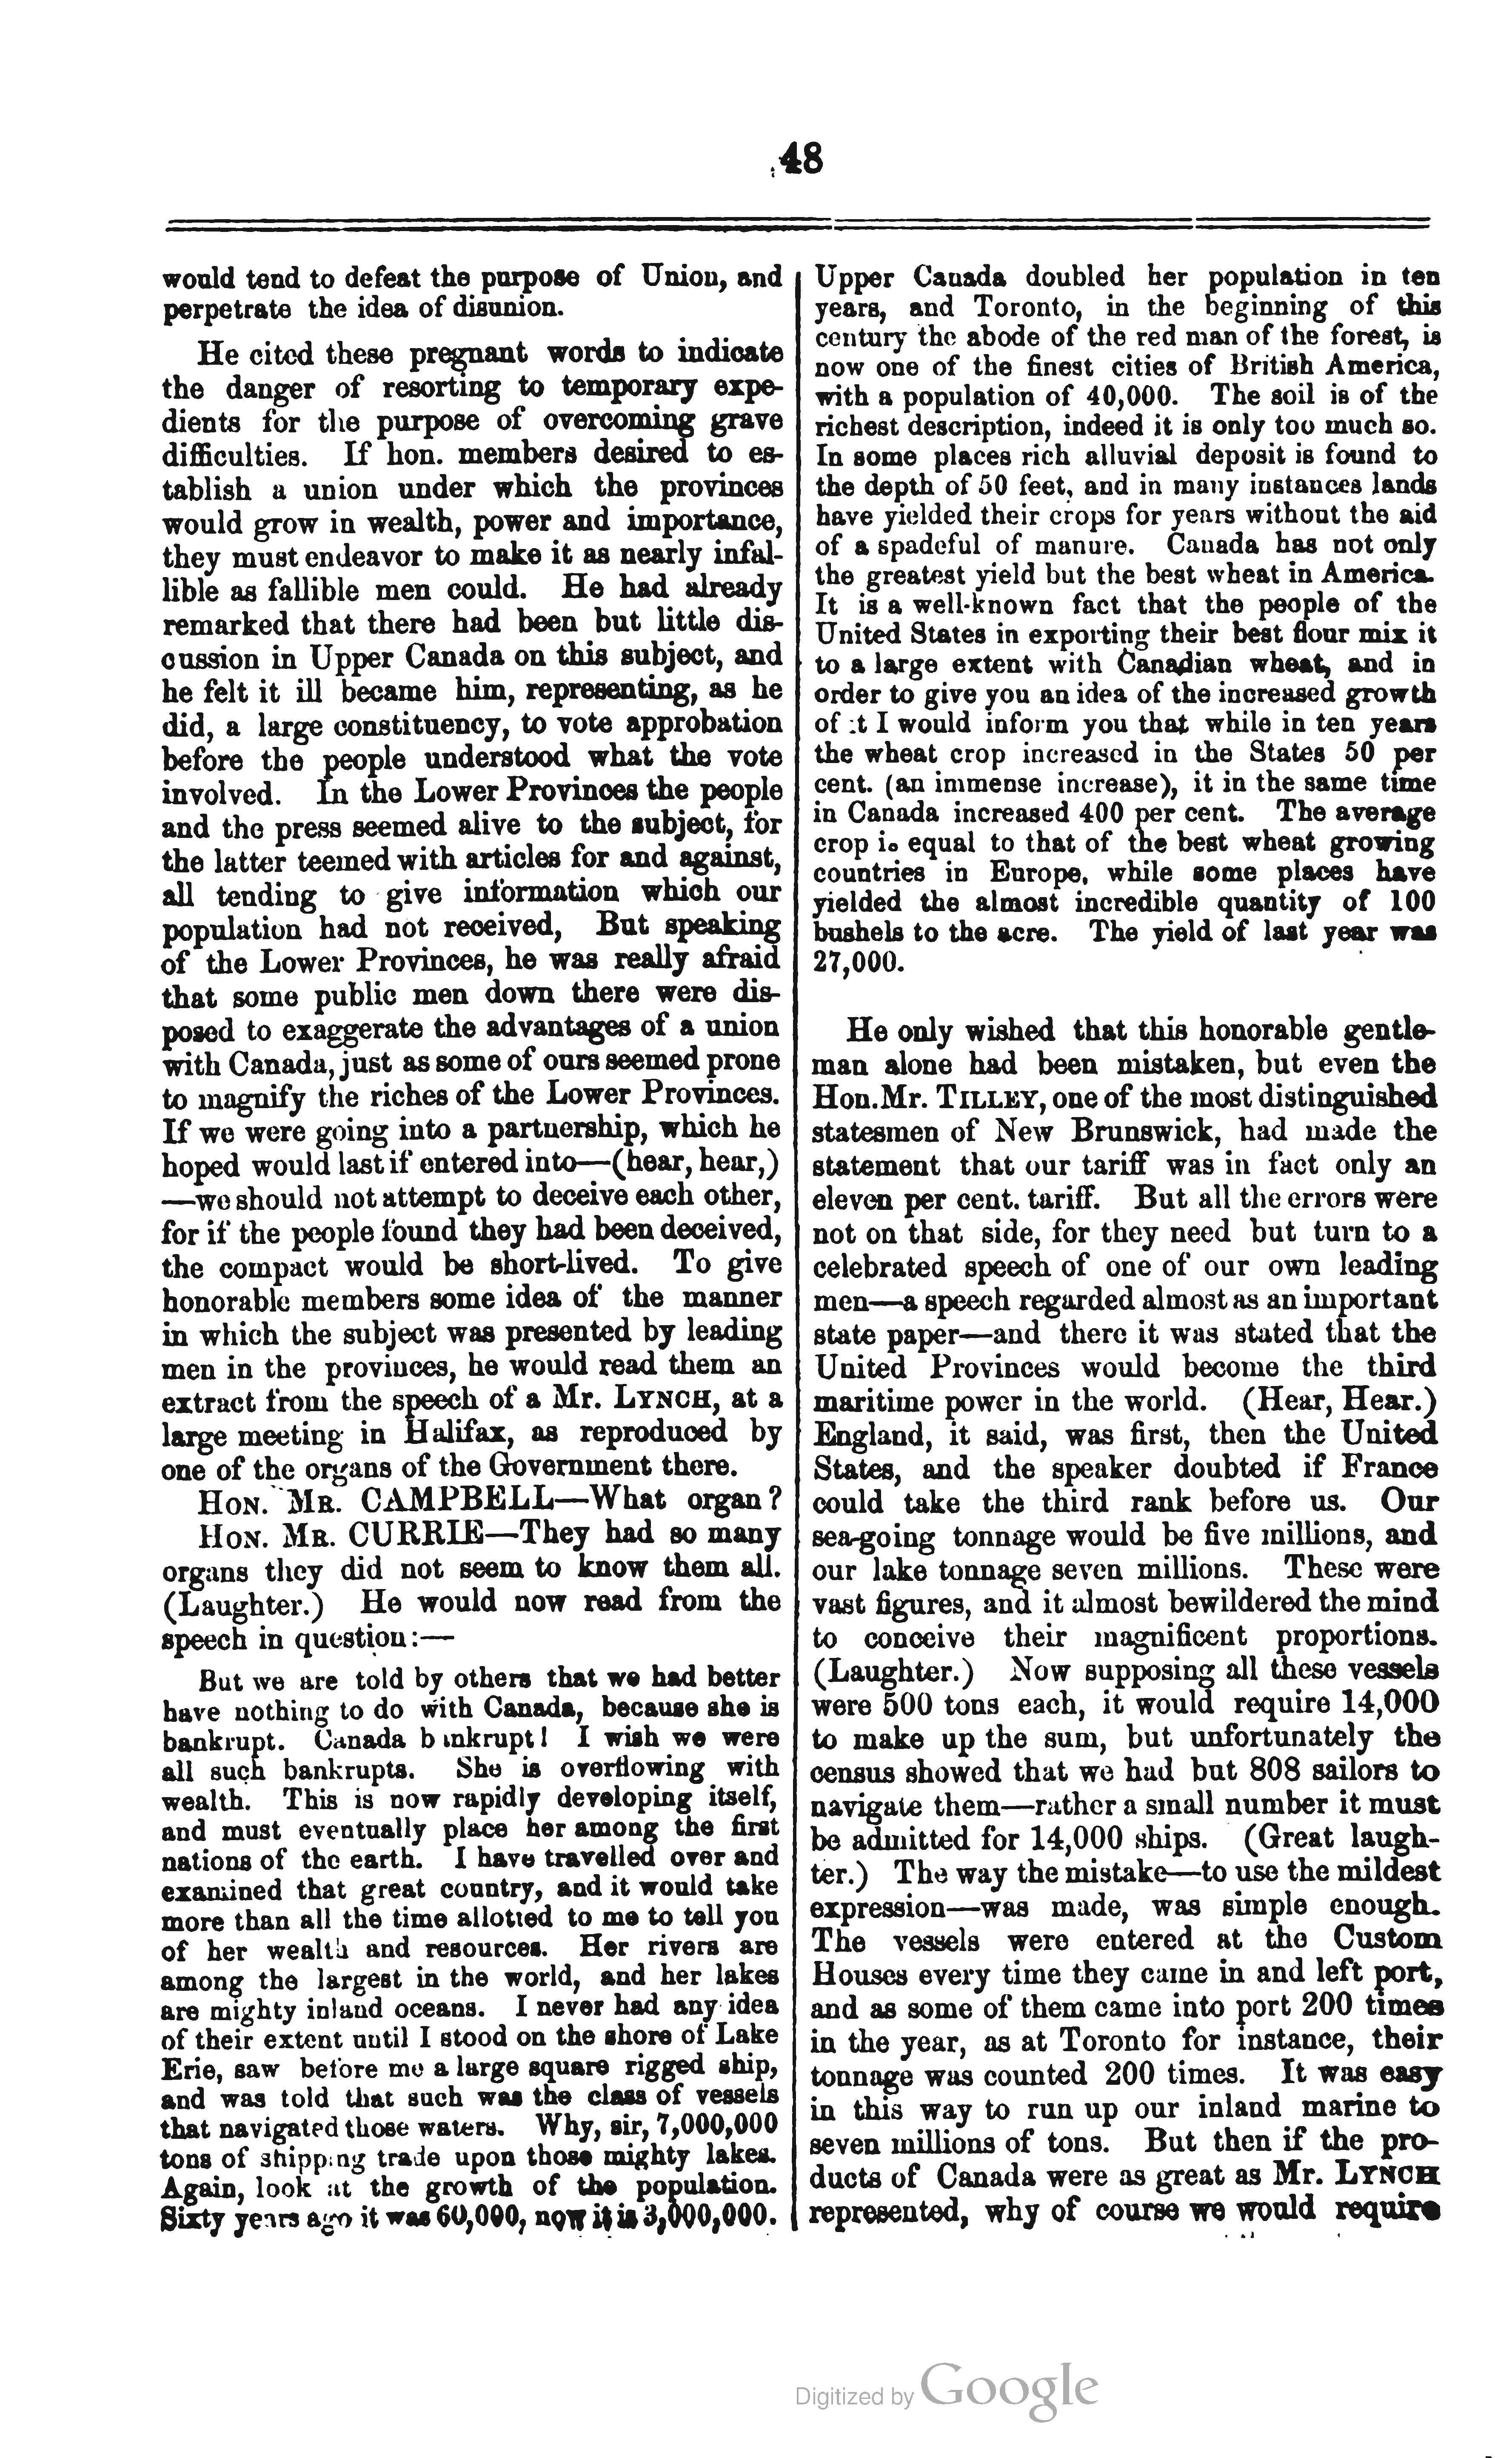 48
would tend to defeat the purpose of Union, and
perpetrate the idea of disunion.
He cited these pregnant words to indicate
the danger of resorting to temporary expe-
dients for the purpose of overcoming grave
difficulties. If hon. members desired to es-
tablish a union under which the provinces
would grow in wealth, power and importance,
they must endeavor to make it as nearly infal-
lible as fallible men could. He had already
remarked that there had been but little dis-
cussion in Upper Canada on this subject, and
he felt it ill became him, representing, as he
did, a large constituency, to vote approbation
before the people understood what the vote
involved. In the Lower Provinces the people
and the press seemed alive to the subject, for
the latter teemed with articles for and against,
all tending to give information which our
population had not received, But speaking
of the Lower Provinces, he was really afraid
that some public men down there were dis-
posed to exaggerate the advantages of a union
with Canada, just as some of ours seemed prone
to magnify the riches of the Lower Provinces.
If we were going into a partnership, which he
hoped would last if entered into—(hear, hear,)
—we should not attempt to deceive each other,
for if the people found they had been deceived,
the compact would be short-lived. To give
honorable members some idea of the manner
in which the subject was presented by leading
men in the provinces, he would read them an
extract from the speech of a Mr. LYNCH, at a
large meeting in Halifax, as reproduced by
one of the organs of the Government there.
HON. MR. CAMPBELL—What organ?
HON. MR. CURRIE—They had so many
organs they did not seem to know them all.
(Laughter.) He would now read from the
speech in question:—
But we are told by others that we had better
have nothing to do with Canada, because she is
bankrupt. Canada bankrupt! I wish we were
all such bankrupts. She is overflowing with
wealth. This is now rapidly developing itself,
and must eventually place her among the first
nations of the earth. I have travelled over and
examined that great country, and it would take
more than all the time allotted to me to tell you
of her wealth and resources. Her rivers are
among the largest in the world, and her lakes
are mighty inland oceans. I never had any idea
of their extent until I stood on the shore of Lake
Erie, saw before me a large square rigged ship,
and was told that such was the class of vessels
that navigated those waters. Why, sir, 7,000,000
tons of shipping trade upon those mighty lakes.
Again, look at the growth of the population.
Sixty years ago it was 60,000, now it is 3,000,000.
Upper Canada doubled her population in ten
years, and Toronto, in the beginning of this
century the abode of the red man of the forest, is
now one of the finest cities of British America,
with a population of 40,000. The soil is of the
richest description, indeed it is only too much so.
In some places rich alluvial deposit is found to
the depth of 50 feet, and in many instances lands
have yielded their crops for years without the aid
of a spadeful of manure. Canada has not only
the greatest yield but the best wheat in America.
It is a well-known fact that the people of the
United States in exporting their best flour mix it
to a large extent with Canadian wheat, and in
order to give you an idea of the increased growth
of it I would inform you that while in ten years
the wheat crop increased in the States 50 per
cent. (an immense increase), it in the same time
in Canada increased 400 per cent. The average
crop is equal to that of the best wheat growing
countries in Europe, while some places have
yielded the almost incredible quantity of 100
bushels to the acre. The yield of last year was
27,000.
He only wished that this honorable gentle-
man alone had been mistaken, but even the
Hon. Mr. TILLEY, one of the most distinguished
statesmen of New Brunswick, had made the
statement that our tariff was in fact only an
eleven per cent. tariff. But all the errors were
not on that side, for they need but turn to a
celebrated speech of one of our own leading
men—a speech regarded almost as an important
state paper—and there it was stated that the
United Provinces would become the third
maritime power in the world. (Hear, Hear.)
England, it said, was first, then the United
States, and the speaker doubted if France
could take the third rank before us. Our
sea-going tonnage would be five millions, and
our lake tonnage seven millions. These were
vast figures, and it almost bewildered the mind
to conceive their magnificent proportions.
(Laughter.) Now supposing all these vessels
were 500 tons each, it would require 14,000
to make up the sum, but unfortunately the
census showed that we had but 808 sailors to
navigate them—rather a small number it must
be admitted for 14,000 ships. (Great laugh-
ter.) The way the mistake—to use the mildest
expression—was made, was simple enough.
The vessels were entered at the Custom
Houses every time they came in and left port,
and as some of them came into port 200 times
in the year, as at Toronto for instance, their
tonnage was counted 200 times. It was easy
in this way to run up our inland marine to
seven millions of tons. But then if the pro-
ducts of Canada were as great as Mr. LYNCH
represented, why of course we would require
Digitized by Google